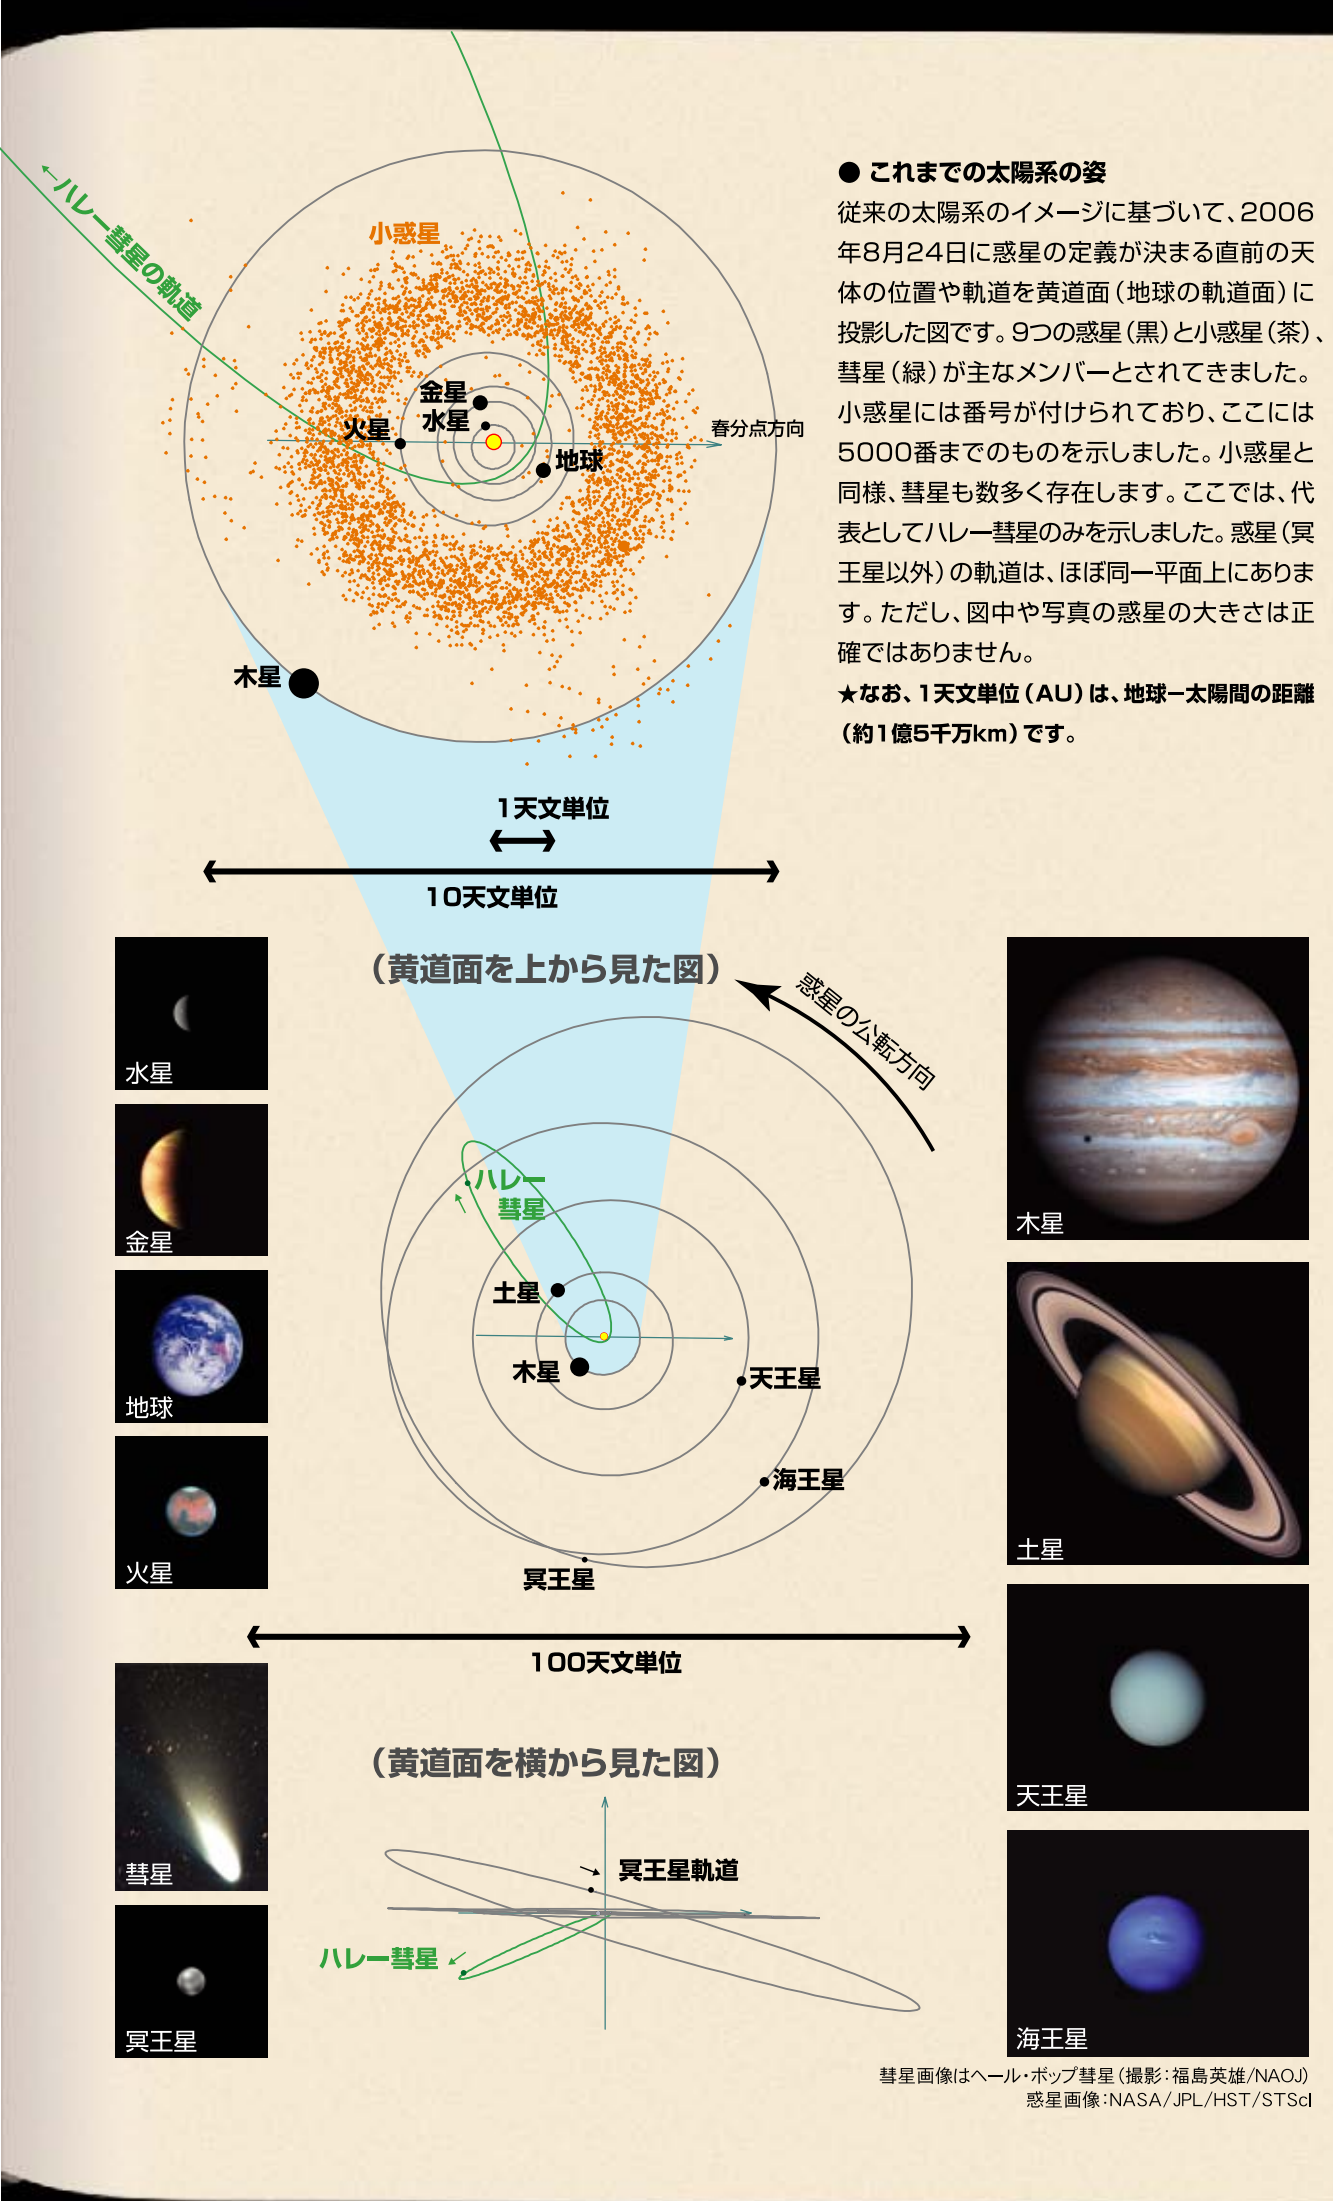 ←ハレー彗星の軌道
小惑星
金星
水星
火星
地球
春分点方向
木星
● これまでの太陽系の姿
従来の太陽系のイメージに基づいて、2006
年8月24日に惑星の定義が決まる直前の天
体の位置や軌道を黄道面（地球の軌道面）に
投影した図です。9つの惑星（黒）と小惑星（茶）、
彗星（緑）が主なメンバーとされてきました。
小惑星には番号が付けられており、ここには
5000番までのものを示しました。小惑星と
同様、彗星も数多く存在します。ここでは、代
表としてハレー彗星のみを示しました。惑星（冥
王星以外）の軌道は、ほぼ同一平面上にありま
す。ただし、図中や写真の惑星の大きさは正
確ではありません。
★なお、1天文単位（AU）は、地球－太陽間の距離
（約1億5千万km）です。
1天文単位
10天文単位
（黄道面を上から見た図）
惑星の公転方向
ハレー
彗星
土星
木星
天王星
海王星
冥王星
100天文単位
（黄道面を横から見た図）
冥王星軌道
ハレー彗星
水星
金星
地球
火星
彗星
冥王星
木星
土星
天王星
海王星
彗星画像はヘール・ボップ彗星（撮影：福島英雄/NAOJ）
惑星画像：NASA/JPL/HST/STScI